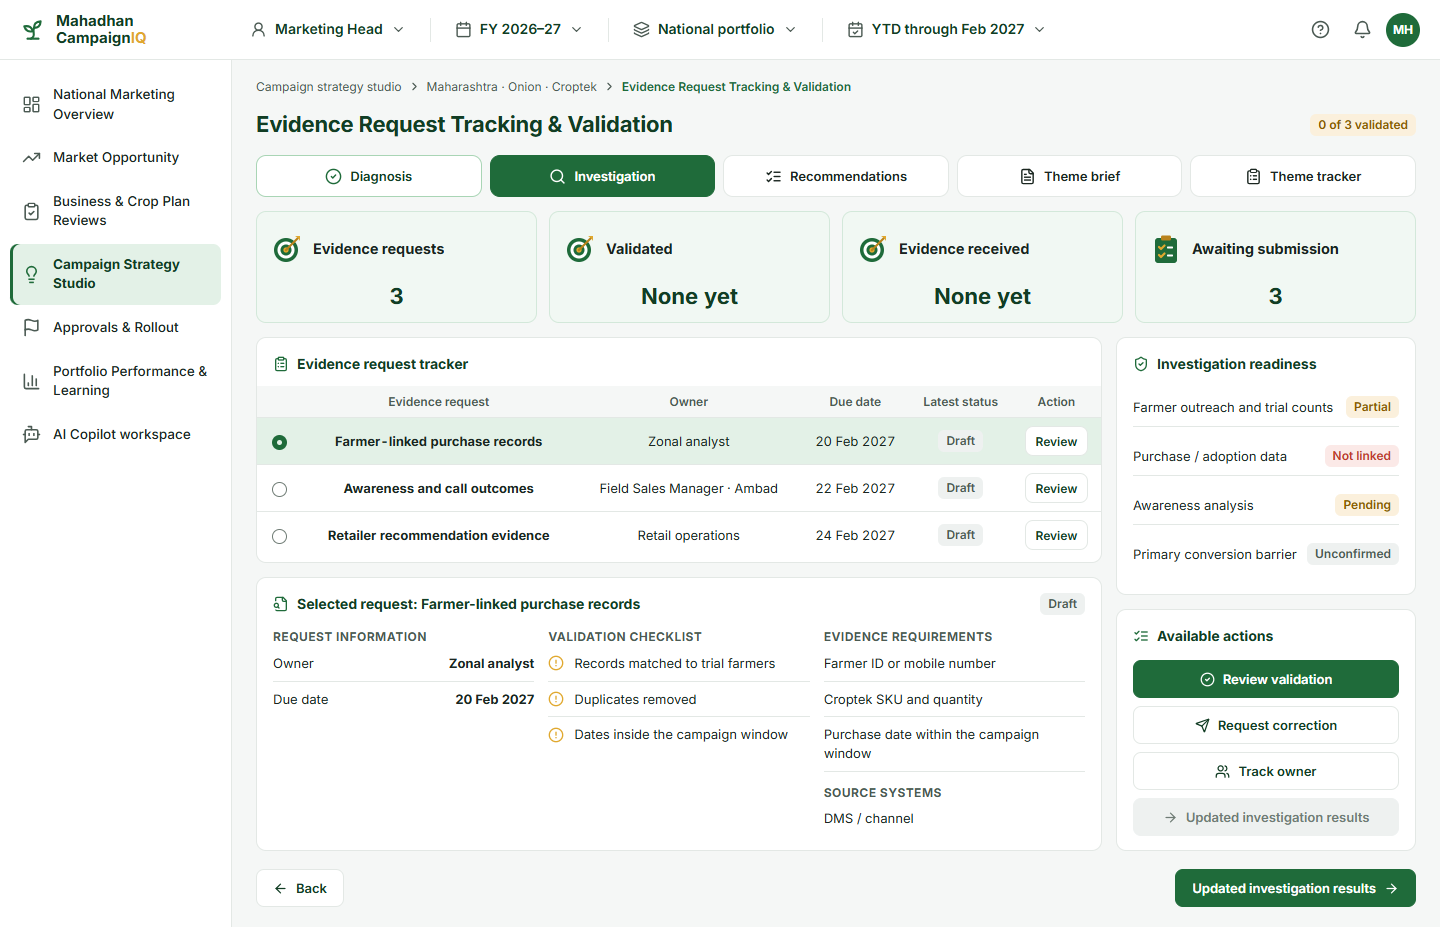 Mahadhan
CampaignIQ
Marketing Head
FY 2026–27
National portfolio
YTD through Feb 2027
MH
National Marketing
Overview
Market Opportunity
Business & Crop Plan
Reviews
Campaign Strategy
Studio
Approvals & Rollout
Portfolio Performance &
Learning
AI Copilot workspace
Campaign strategy studio > Maharashtra · Onion · Croptek > Evidence Request Tracking & Validation
Evidence Request Tracking & Validation
0 of 3 validated
Diagnosis
Investigation
Recommendations
Theme brief
Theme tracker
Evidence requests
3
Validated
None yet
Evidence received
None yet
Awaiting submission
3
Evidence request tracker
Evidence request Owner Due date Latest status Action
Farmer-linked purchase records Zonal analyst 20 Feb 2027 Draft Review
Awareness and call outcomes Field Sales Manager · Ambad 22 Feb 2027 Draft Review
Retailer recommendation evidence Retail operations 24 Feb 2027 Draft Review
Investigation readiness
Farmer outreach and trial counts Partial
Purchase / adoption data Not linked
Awareness analysis Pending
Primary conversion barrier Unconfirmed
Selected request: Farmer-linked purchase records Draft
REQUEST INFORMATION
Owner Zonal analyst
Due date 20 Feb 2027
VALIDATION CHECKLIST
Records matched to trial farmers
Duplicates removed
Dates inside the campaign window
EVIDENCE REQUIREMENTS
Farmer ID or mobile number
Croptek SKU and quantity
Purchase date within the campaign
window
SOURCE SYSTEMS
DMS / channel
Available actions
Review validation
Request correction
Track owner
Updated investigation results
Back
Updated investigation results